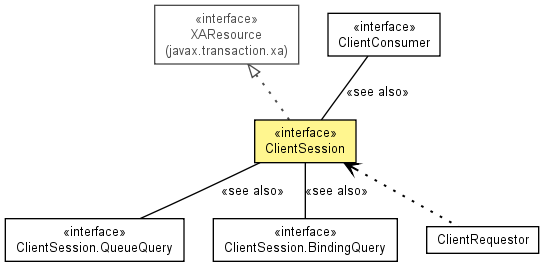 «interface»
XAResource
(javax.transaction.xa)
«interface»
ClientConsumer
«see also»
«interface»
ClientSession
«see also»
«see also»
«interface»
ClientSession.QueueQuery
«interface»
ClientSession.BindingQuery
ClientRequestor